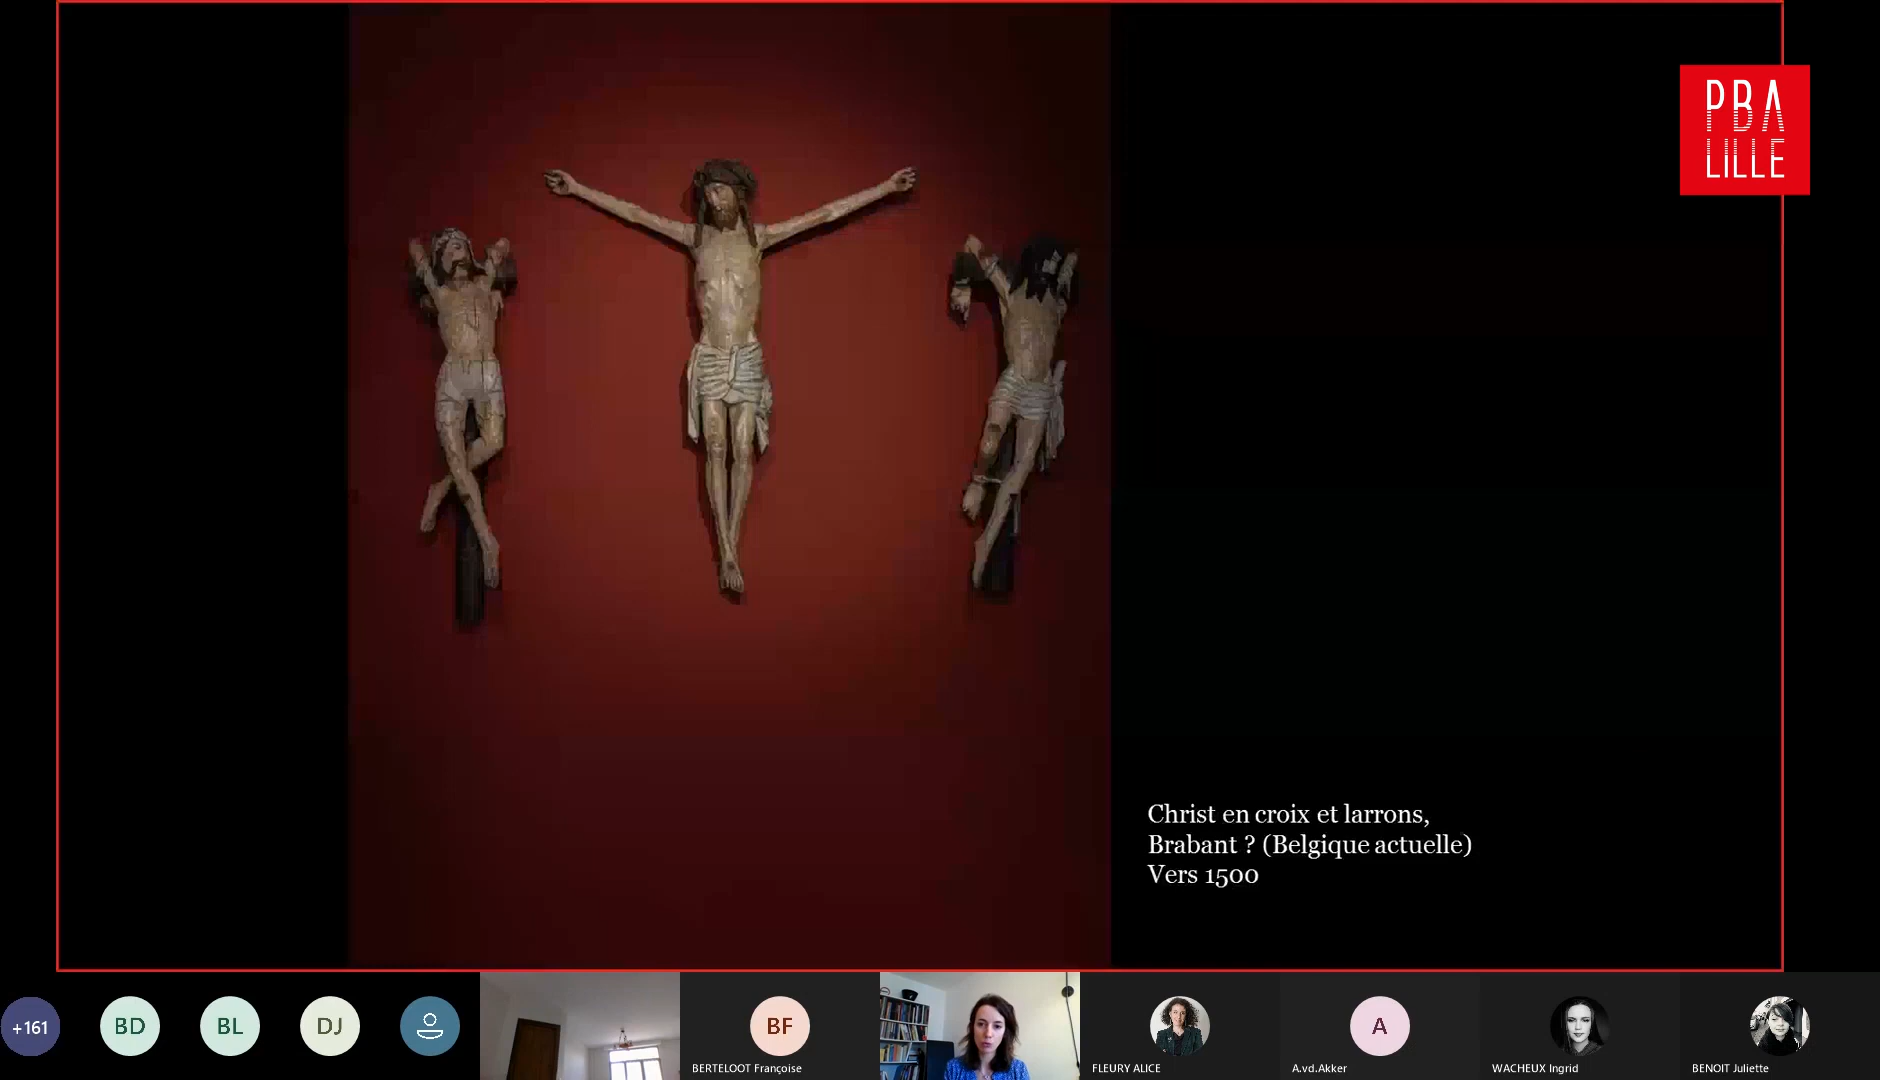 PBA
LILLE
Christ en croix et larrons,
Brabant ? (Belgique actuelle)
Vers 1500
+161
BD
BL
DJ
BF
BERTELOOT Françoise
FLEURY ALICE
A
A.vd.Akker
WACHEUX Ingrid
BENOIT Juliette